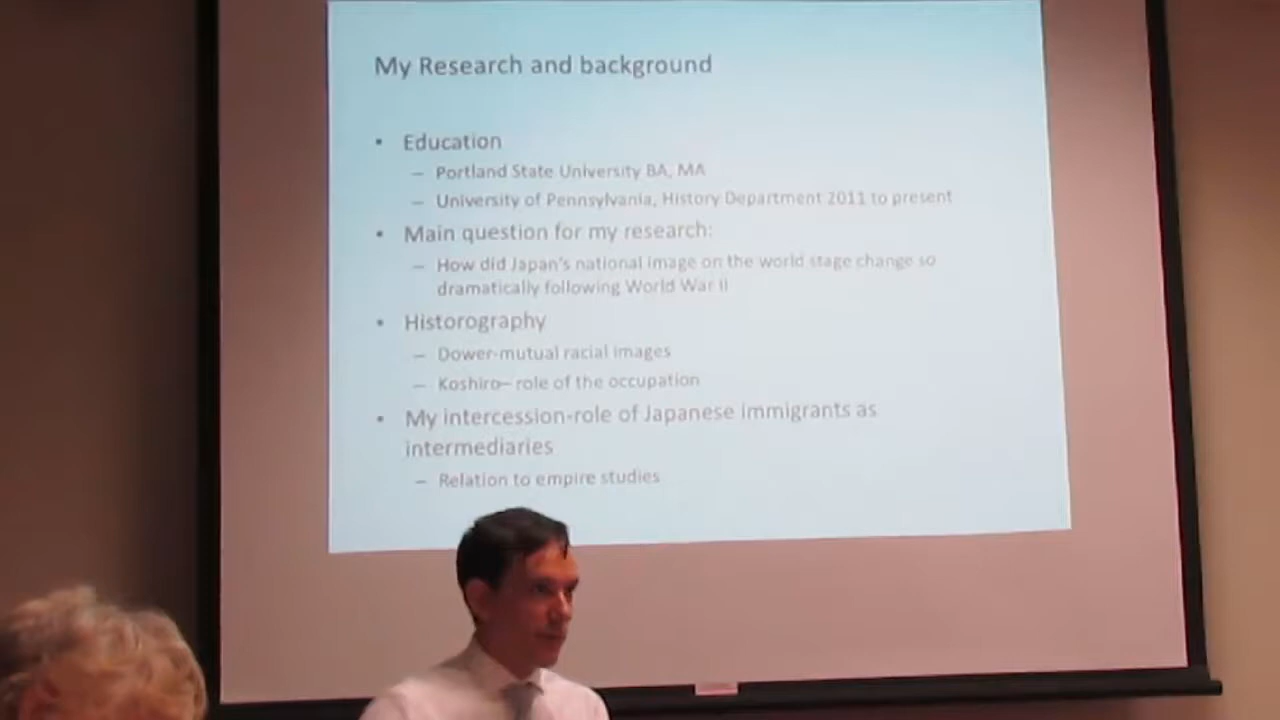 My Research and background
• Education
– Portland State University BA, MA
– University of Pennsylvania, History Department 2011 to present
• Main question for my research:
– How did Japan's national image on the world stage change so
dramatically following World War II
• Historography
– Dower-mutual racial images
– Koshiro– role of the occupation
• My intercession-role of Japanese immigrants as
intermediaries
– Relation to empire studies